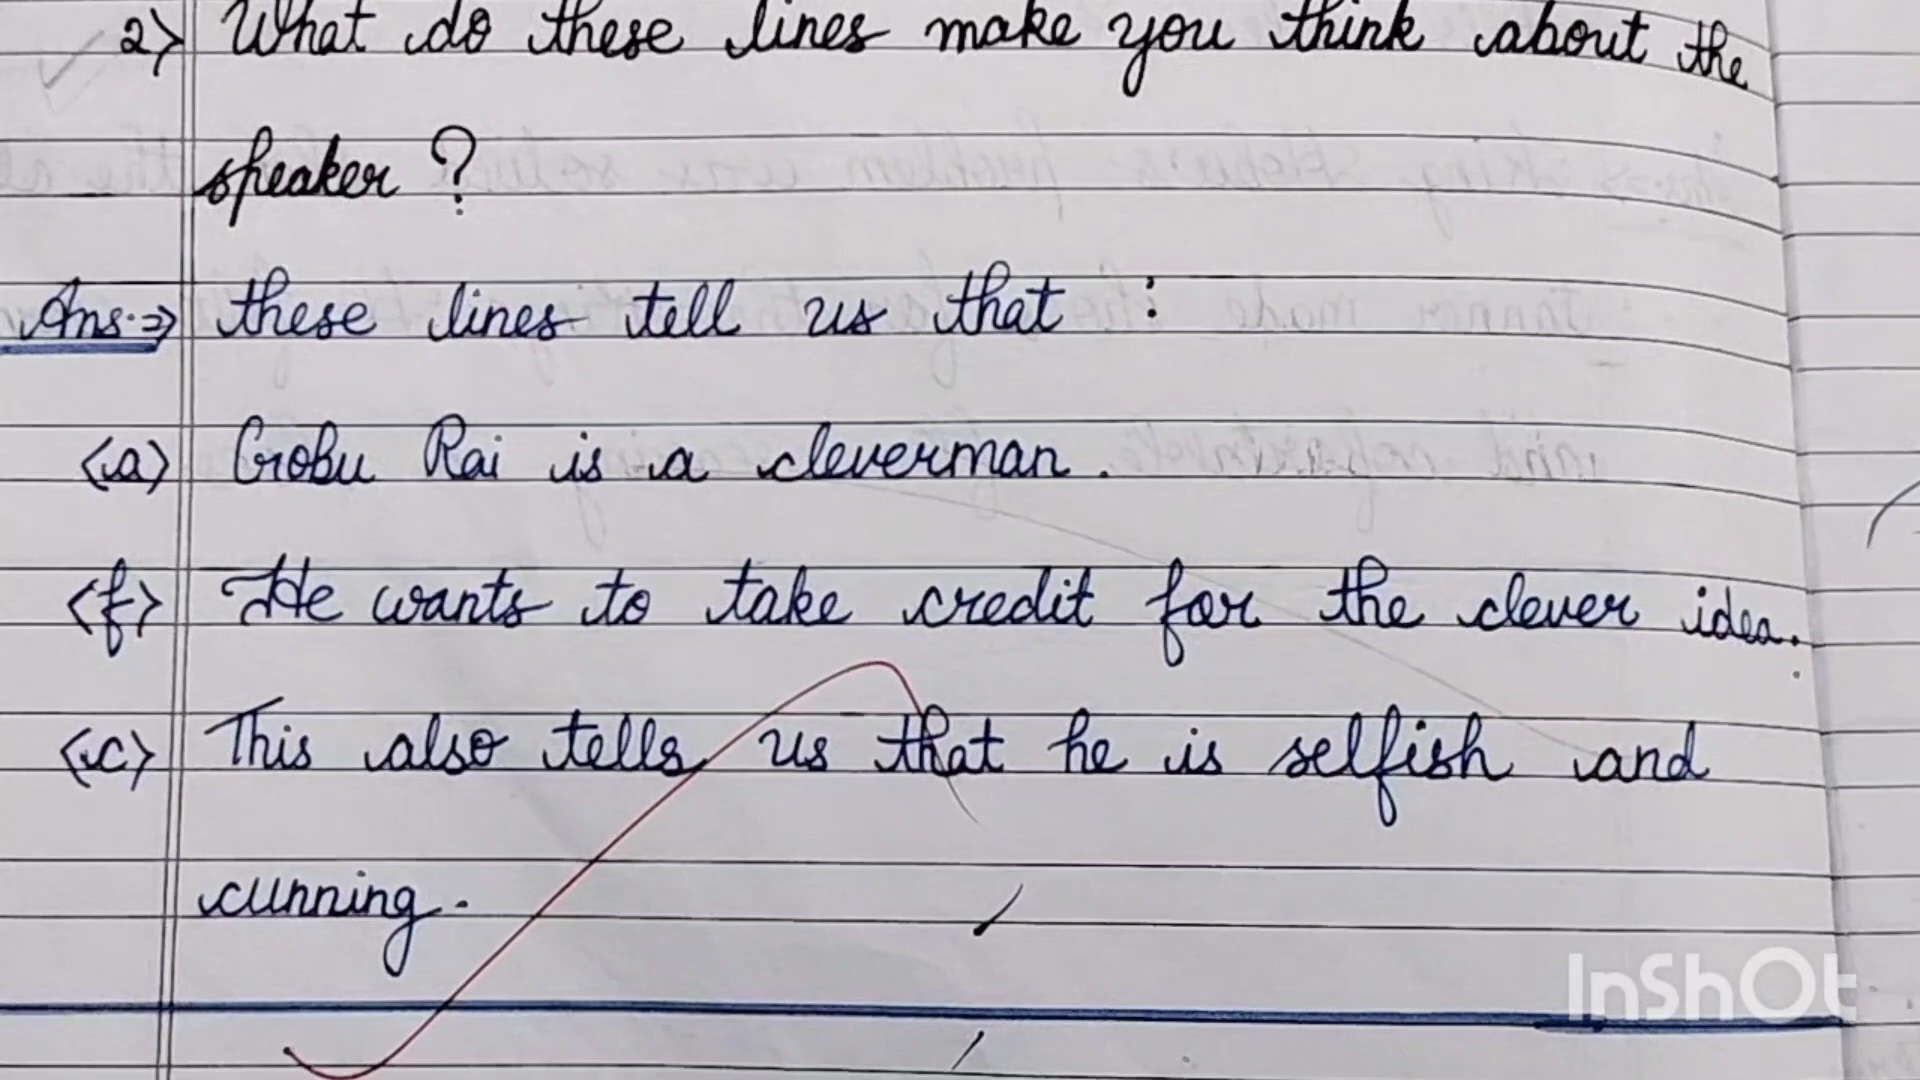 2) What do these lines make you think about the
speaker ?
Ans.⇒ these lines tell us that :
(a) Gobu Rai is a cleverman.
(f) He wants to take credit for the clever idea.
(c) This also tells us that he is selfish and
cunning.
InShOt